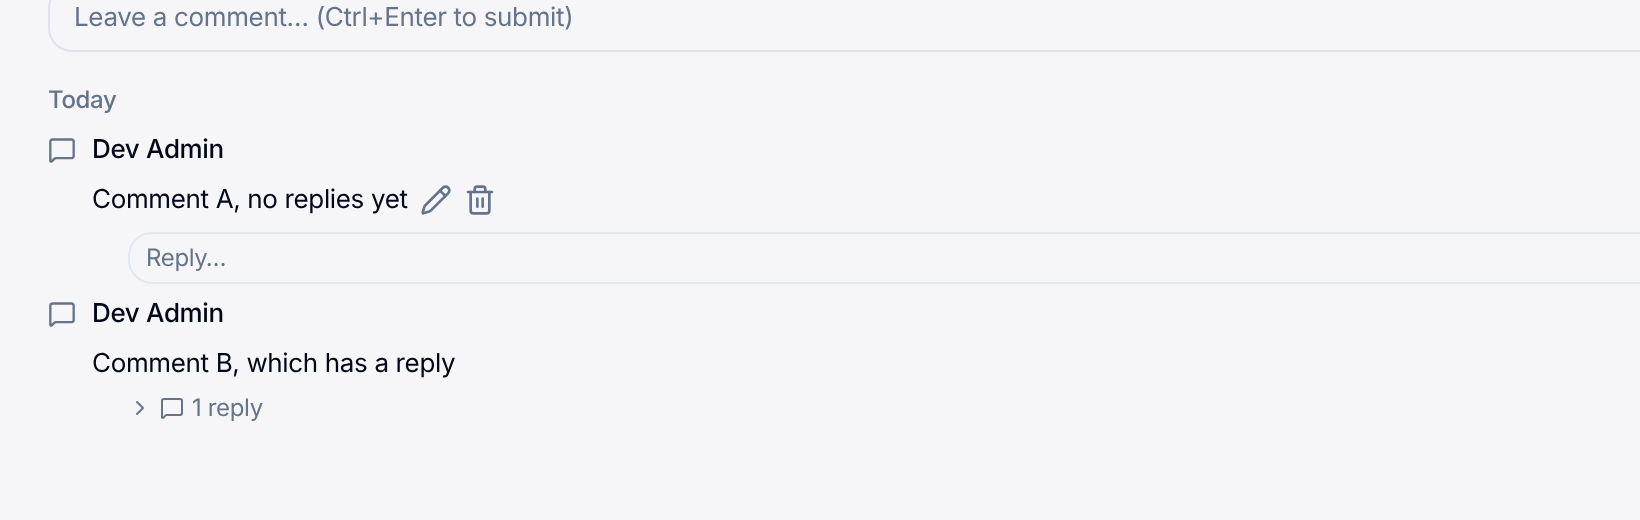 Leave a comment... (Ctrl+Enter to submit)
Today
Dev Admin
Comment A, no replies yet
Reply...
Dev Admin
Comment B, which has a reply
1 reply